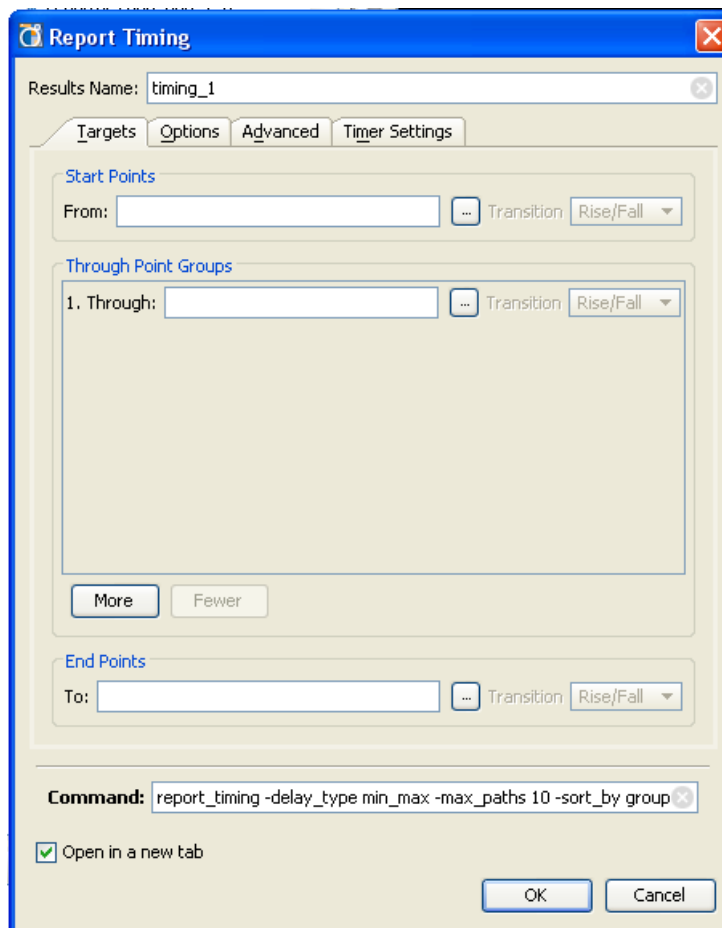 Report Timing
Results Name: timing_1
Targets Options Advanced Timer Settings
Start Points
From: ... Transition Rise/Fall
Through Point Groups
1. Through: ... Transition Rise/Fall
More Fewer
End Points
To: ... Transition Rise/Fall
Command: report_timing -delay_type min_max -max_paths 10 -sort_by group
Open in a new tab
OK Cancel